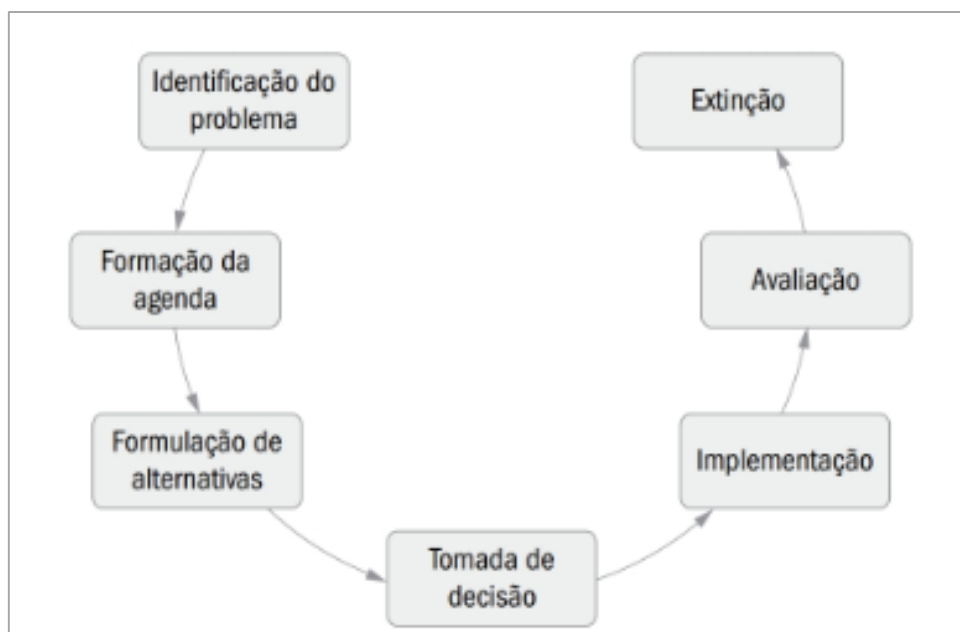 Identificação do
problema
Formação da
agenda
Formulação de
alternativas
Tomada de
decisão
Implementação
Avaliação
Extinção